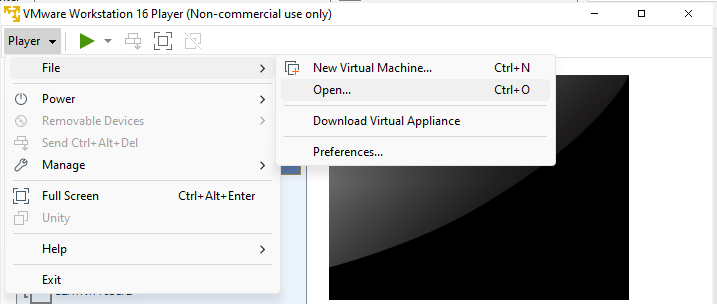 VMware Workstation 16 Player (Non-commercial use only)
Player
File
New Virtual Machine... Ctrl+N
Open... Ctrl+O
Power
Removable Devices
Download Virtual Appliance
Send Ctrl+Alt+Del
Preferences...
Manage
Full Screen Ctrl+Alt+Enter
Unity
Help
Exit